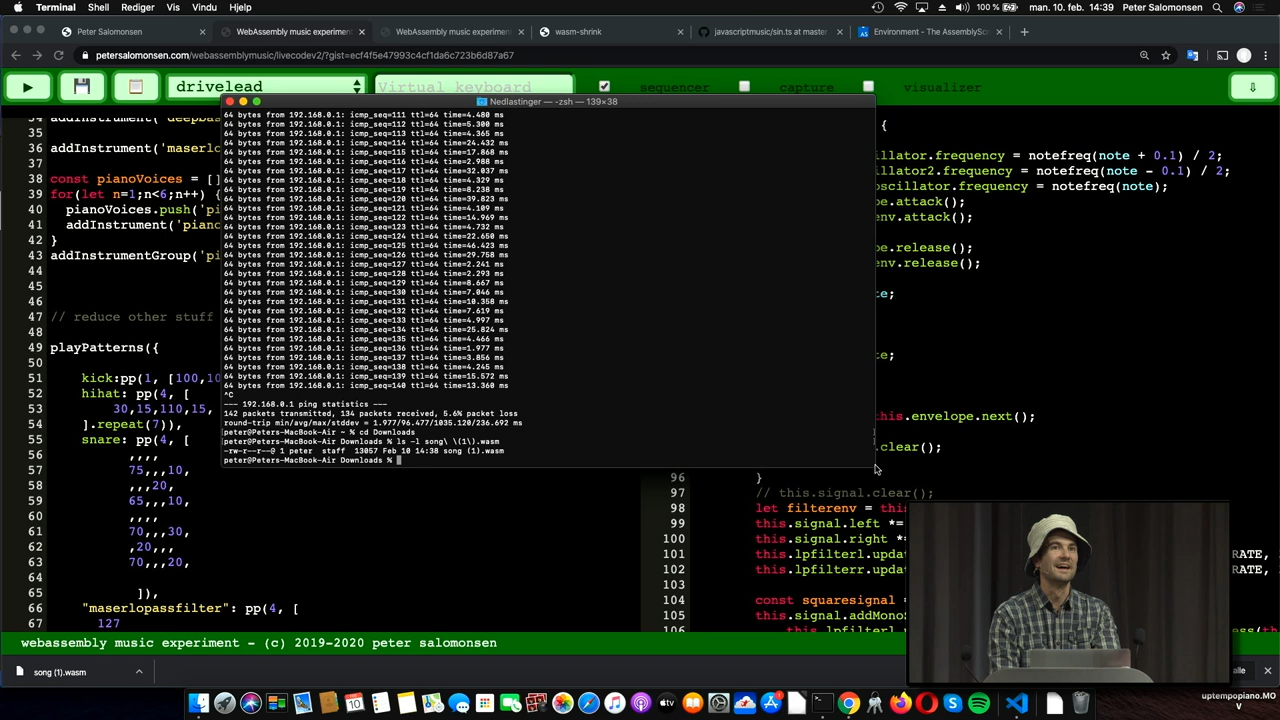 Terminal Shell Rediger Vis Vindu Help 100 % man. 10. feb. 14:39 Peter Salomonsen
Peter Salomonsen × WebAssembly music experiment × WebAssembly music experiment × wasm-shrink × javascriptmusic/sin.ts at master × Environment - The AssemblyScr × +
petersalomonsen.com/webassemblymusic/livecodev2/?gist=ecf4f5e47993c4cf1da6c5270da67
drivelead Virtual keyboard sequencer capture visualizer
Nedlastinger — -zsh — 139×38
64 bytes from 192.168.0.1: icmp_seq=111 ttl=64 time=4.480 ms
64 bytes from 192.168.0.1: icmp_seq=112 ttl=64 time=5.300 ms
64 bytes from 192.168.0.1: icmp_seq=113 ttl=64 time=4.365 ms
64 bytes from 192.168.0.1: icmp_seq=114 ttl=64 time=24.432 ms
64 bytes from 192.168.0.1: icmp_seq=115 ttl=64 time=17.868 ms
64 bytes from 192.168.0.1: icmp_seq=116 ttl=64 time=2.988 ms
64 bytes from 192.168.0.1: icmp_seq=117 ttl=64 time=32.037 ms
64 bytes from 192.168.0.1: icmp_seq=118 ttl=64 time=4.329 ms
64 bytes from 192.168.0.1: icmp_seq=119 ttl=64 time=8.238 ms
64 bytes from 192.168.0.1: icmp_seq=120 ttl=64 time=39.823 ms
64 bytes from 192.168.0.1: icmp_seq=121 ttl=64 time=4.109 ms
64 bytes from 192.168.0.1: icmp_seq=122 ttl=64 time=14.969 ms
64 bytes from 192.168.0.1: icmp_seq=123 ttl=64 time=4.732 ms
64 bytes from 192.168.0.1: icmp_seq=124 ttl=64 time=22.650 ms
64 bytes from 192.168.0.1: icmp_seq=125 ttl=64 time=46.423 ms
64 bytes from 192.168.0.1: icmp_seq=126 ttl=64 time=29.758 ms
64 bytes from 192.168.0.1: icmp_seq=127 ttl=64 time=2.241 ms
64 bytes from 192.168.0.1: icmp_seq=128 ttl=64 time=2.293 ms
64 bytes from 192.168.0.1: icmp_seq=129 ttl=64 time=8.667 ms
64 bytes from 192.168.0.1: icmp_seq=130 ttl=64 time=7.046 ms
64 bytes from 192.168.0.1: icmp_seq=131 ttl=64 time=10.358 ms
64 bytes from 192.168.0.1: icmp_seq=132 ttl=64 time=7.619 ms
64 bytes from 192.168.0.1: icmp_seq=133 ttl=64 time=4.997 ms
64 bytes from 192.168.0.1: icmp_seq=134 ttl=64 time=25.824 ms
64 bytes from 192.168.0.1: icmp_seq=135 ttl=64 time=4.466 ms
64 bytes from 192.168.0.1: icmp_seq=136 ttl=64 time=1.977 ms
64 bytes from 192.168.0.1: icmp_seq=137 ttl=64 time=3.856 ms
64 bytes from 192.168.0.1: icmp_seq=138 ttl=64 time=4.245 ms
64 bytes from 192.168.0.1: icmp_seq=139 ttl=64 time=15.572 ms
64 bytes from 192.168.0.1: icmp_seq=140 ttl=64 time=13.360 ms
^C
--- 192.168.0.1 ping statistics ---
142 packets transmitted, 134 packets received, 5.6% packet loss
round-trip min/avg/max/stddev = 1.977/96.477/1035.120/236.692 ms
peter@Peters-MacBook-Air ~ % cd Downloads
peter@Peters-MacBook-Air Downloads % ls -l song\ \(1\).wasm
-rw-r--r--@ 1 peter staff 13057 Feb 10 14:38 song (1).wasm
peter@Peters-MacBook-Air Downloads %
34 addInstrument('deepbas
35
36 addInstrument('maserlo
37
38 const pianoVoices = []
39 for(let n=1;n<6;n++) {
40 pianoVoices.push('pi
41 addInstrument('piano
42 }
43 addInstrumentGroup('pi
44
45
46
47 // reduce other stuff
48
49 playPatterns({
50
51 kick:pp(1, [100,10
52 hihat: pp(4, [
53 30,15,110,15,
54 ].repeat(7)),
55 snare: pp(4, [
56 ,,,,
57 75,,,10,
58 ,,,20,
59 65,,,10,
60 ,,,,
61 70,,,30,
62 ,20,,,
63 70,,,20,
64
65 ]),
66 "maserlopassfilter": pp(4, [
67 127
{
illator.frequency = notefreq(note + 0.1) / 2;
illator2.frequency = notefreq(note - 0.1) / 2;
oscillator.frequency = notefreq(note);
pe.attack();
env.attack();
pe.release();
env.release();
te;
te;
this.envelope.next();
.clear();
96 }
97 // this.signal.clear();
98 let filterenv = this
99 this.signal.left *=
100 this.signal.right *=
101 this.lpfilterl.upda RATE,
102 this.lpfilterr.upda RATE,
103
104 const squaresignal =
105 this.signal.addMonoS
106 this.lpfilterl.
webassembly music experiment - (c) 2019-2020 peter salomonsen
song (1).wasm
alle ×
uptempopiano.MO
V